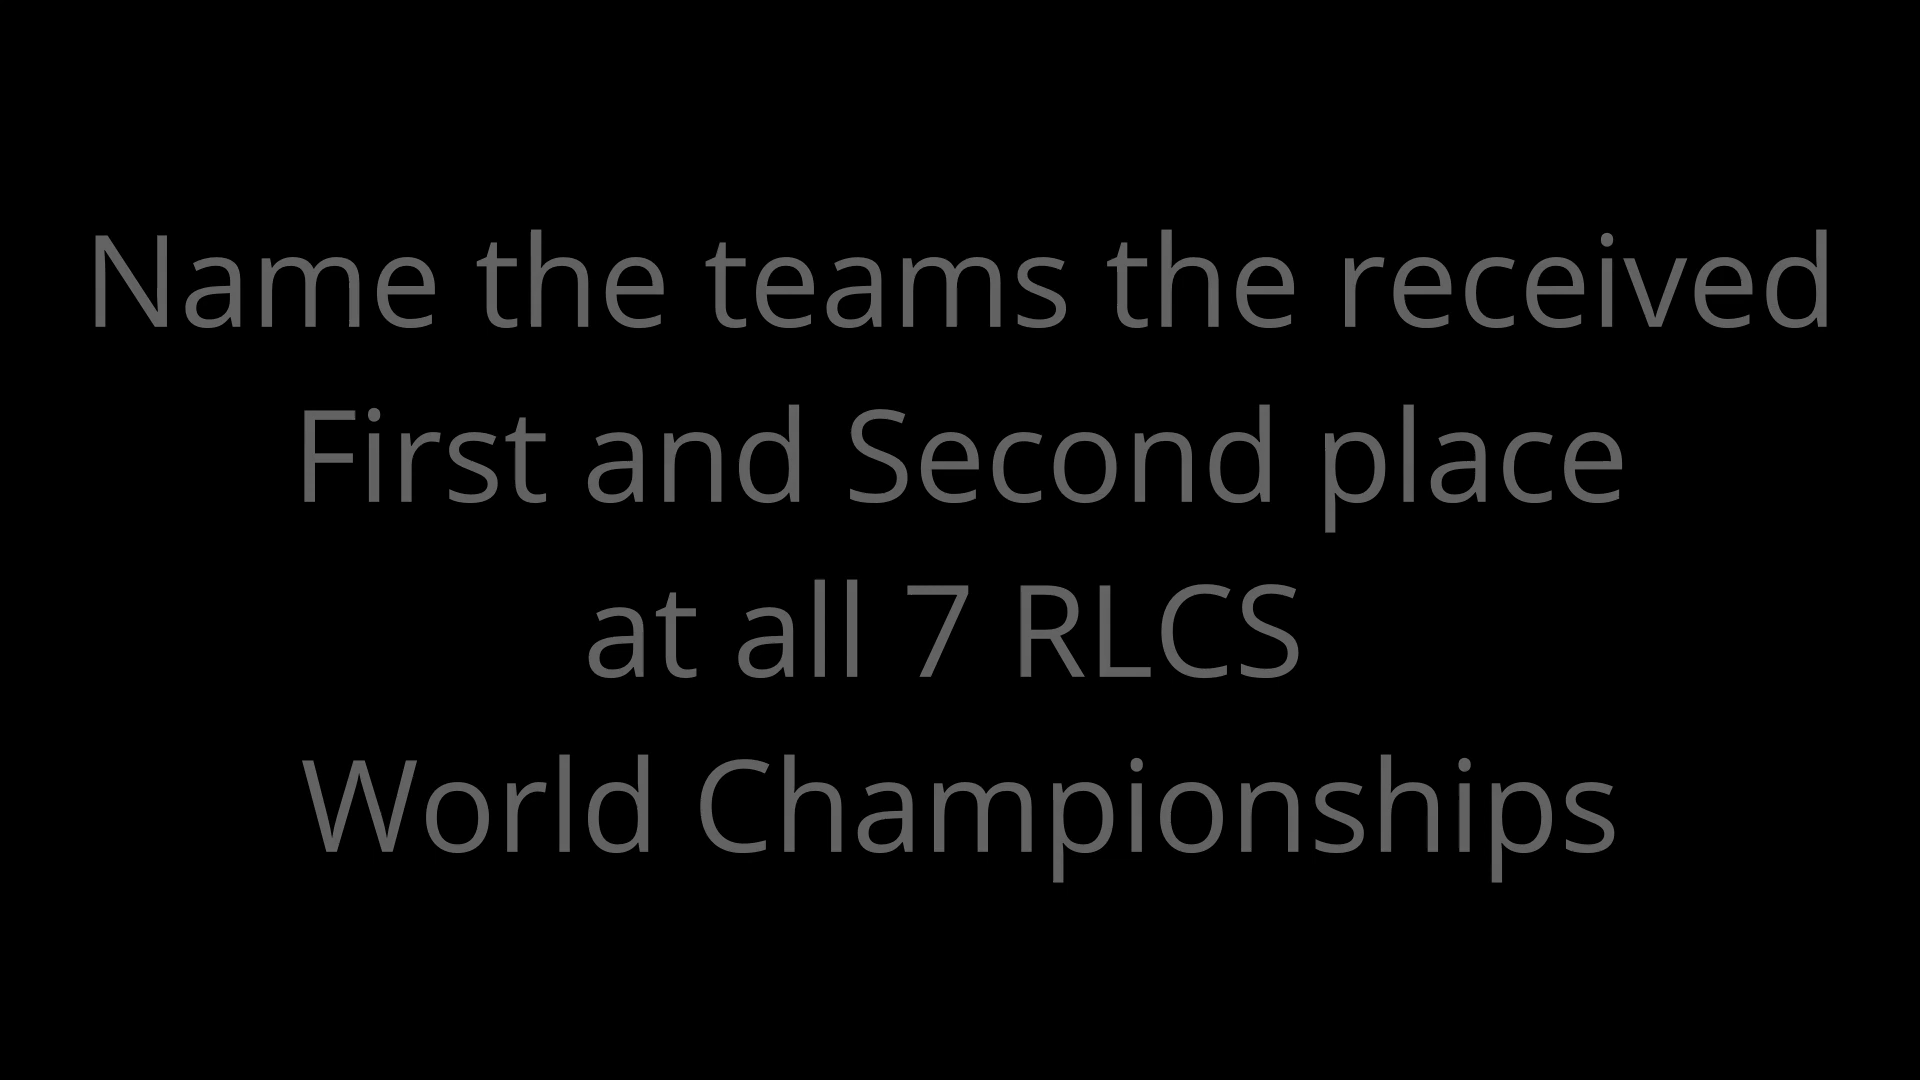 Name the teams the received
First and Second place
at all 7 RLCS
World Championships